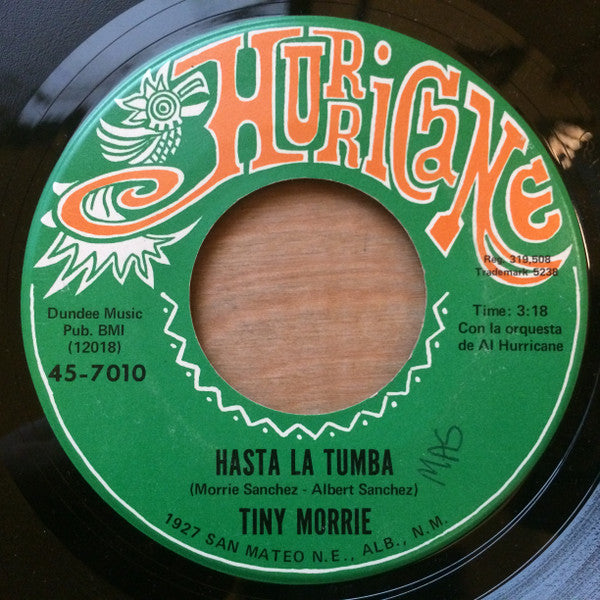 HURRICANE
Reg. 319,508
Trademark 5238
Dundee Music
Pub. BMI
(12018)
45-7010
Time: 3:18
Con la orquesta
de Al Hurricane
HASTA LA TUMBA
(Morrie Sanchez - Albert Sanchez)
MAS
TINY MORRIE
1927 SAN MATEO N.E., ALB., N.M.